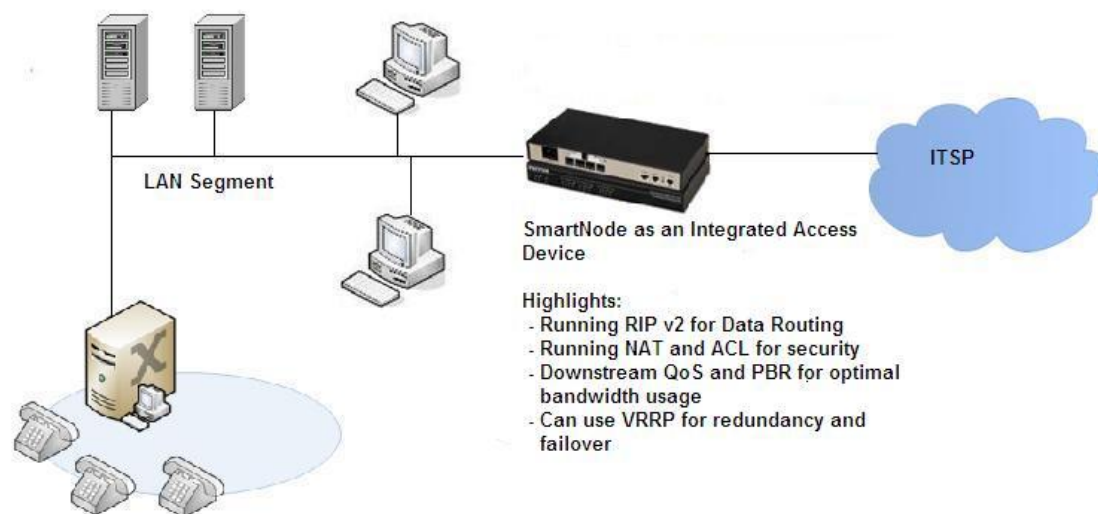 LAN Segment
ITSP
SmartNode as an Integrated Access
Device
Highlights:
- Running RIP v2 for Data Routing
- Running NAT and ACL for security
- Downstream QoS and PBR for optimal
bandwidth usage
- Can use VRRP for redundancy and
failover
X